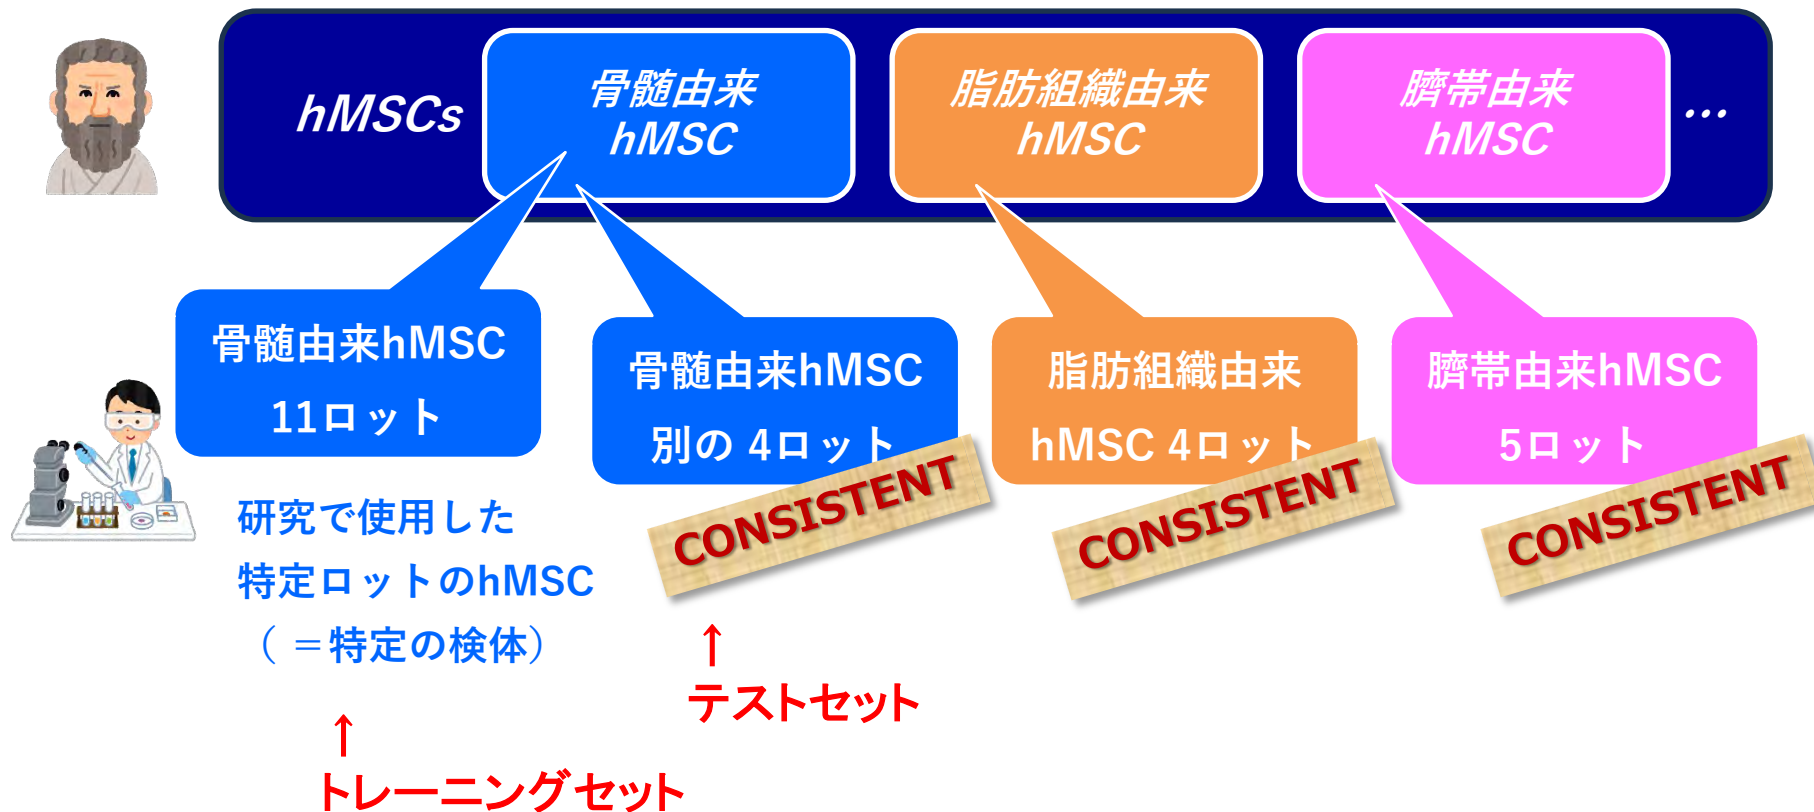 hMSCs
骨髄由来
hMSC
脂肪組織由来
hMSC
臍帯由来
hMSC
…
骨髄由来hMSC
11ロット
骨髄由来hMSC
別の 4ロット
CONSISTENT
脂肪組織由来
hMSC 4ロット
CONSISTENT
臍帯由来hMSC
5ロット
CONSISTENT
研究で使用した
特定ロットのhMSC
（ ＝特定の検体）
↑
テストセット
↑
トレーニングセット